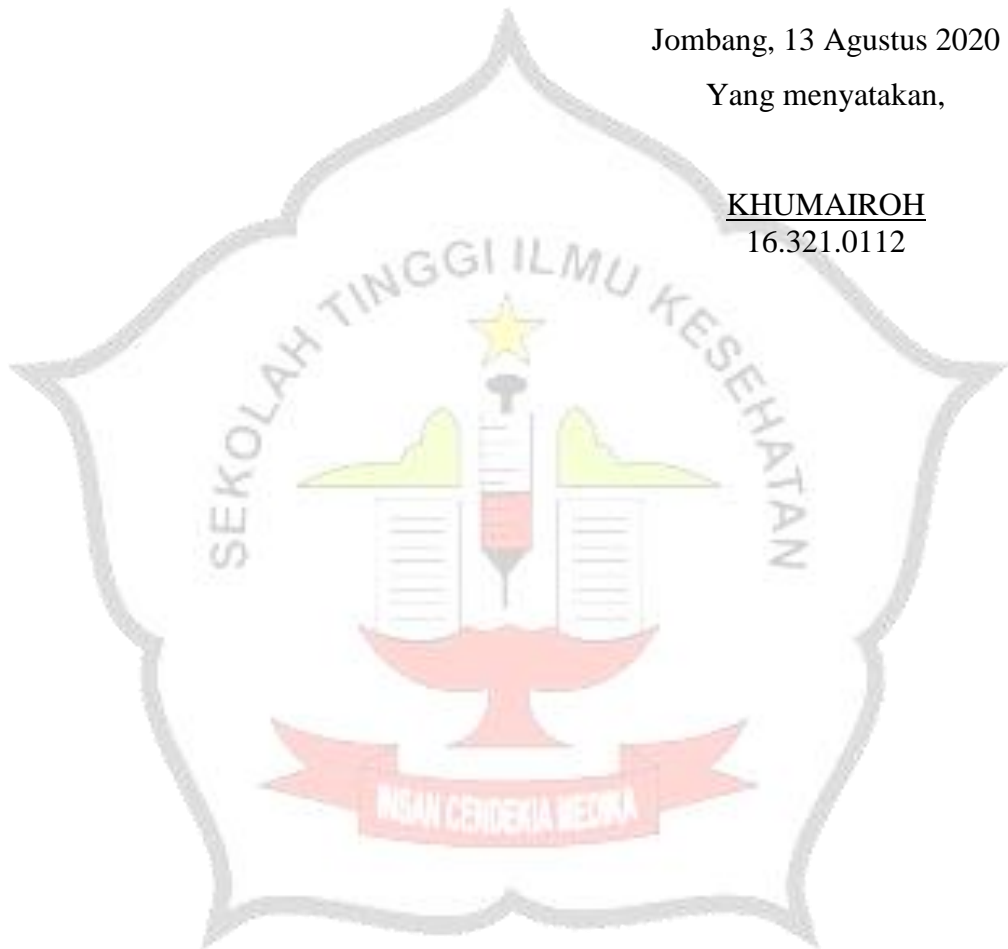 Jombang, 13 Agustus 2020
Yang menyatakan,
KHUMAIROH
16.321.0112
SEKOLAH TINGGI ILMU KESEHATAN
INSAN CENDEKIA MEDIKA